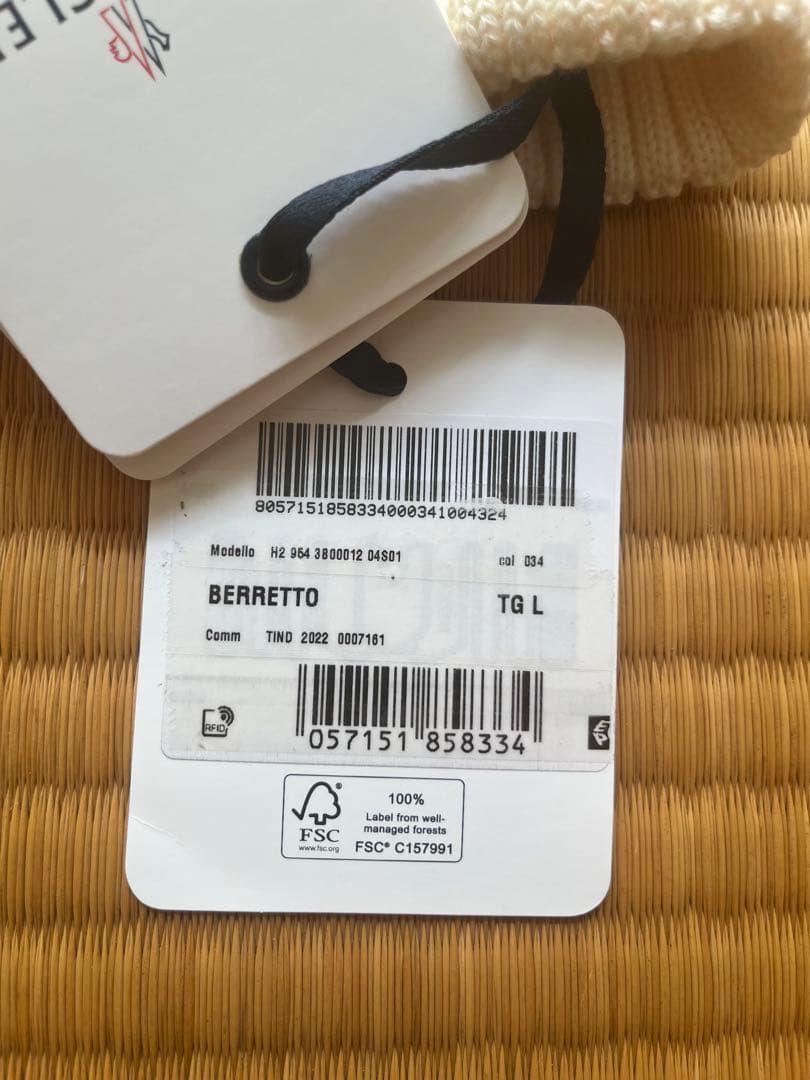 CLER
8057151858334000341004324
Modello H2 954 3B00012 04S01 col 034
BERRETTO TG L
Comm TIND 2022 0007161
RFID
057151 858334
100%
Label from well-
managed forests
FSC® C157991
FSC
www.fsc.org